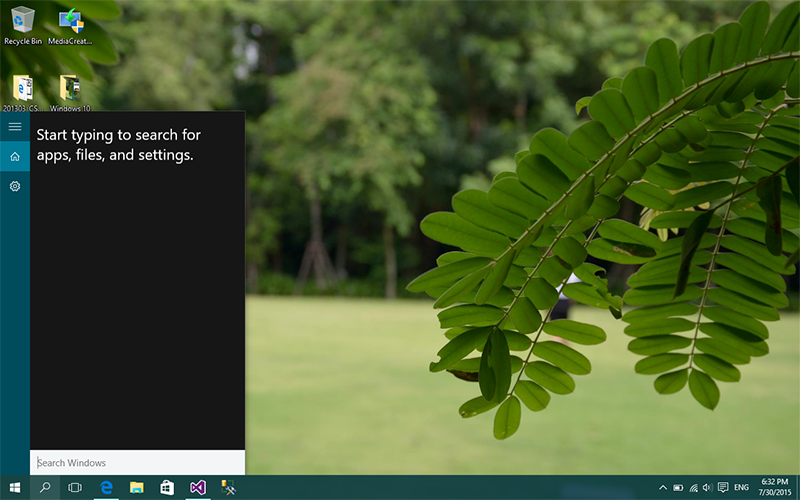 Recycle Bin
MediaCreat...
201303_CS...
Windows 10
Start typing to search for
apps, files, and settings.
Search Windows
ENG
6:32 PM
7/30/2015